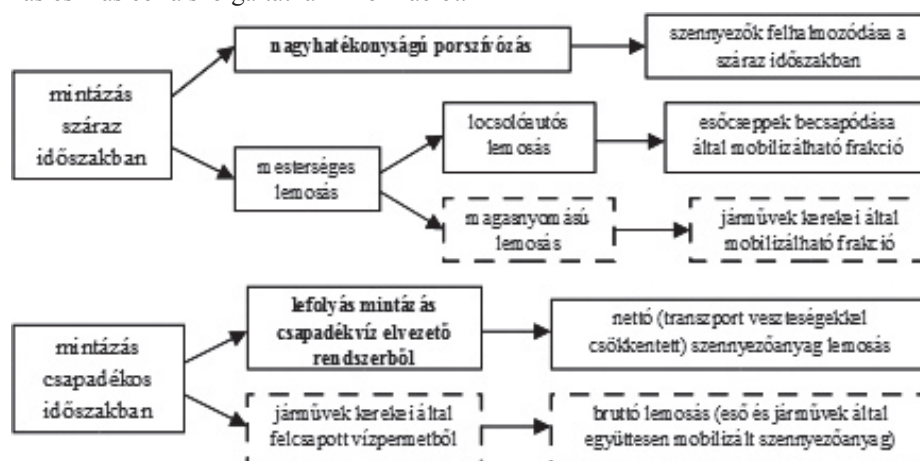 nagyhatékonyságú porszívózás
szennyezők felhalmozódása a
száraz időszakban
mintázás
száraz
időszakban
mesterséges
lemosás
locsolóautós
lemosás
esőcseppek becsapódása
által mobilizálható frakció
magasnyomású
lemosás
járművek kerekei által
mobilizálható frakció
mintázás
csapadékos
időszakban
lefolyás mintázás
csapadékvíz elvezető
rendszerből
nettó (transzport veszteségekkel
csökkentett) szennyezőanyag lemosás
járművek kerekei által
felcsapott vízpermetből
bruttó lemosás (eső és járművek által
együttesen mobilizált szennyezőanyag)